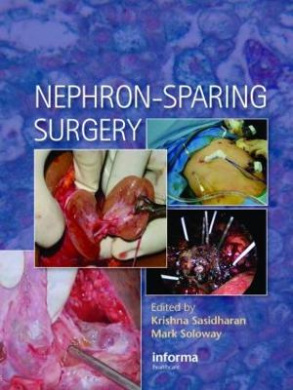 NEPHRON-SPARING
SURGERY
Edited by
Krishna Sasidharan
Mark Soloway
informa
healthcare